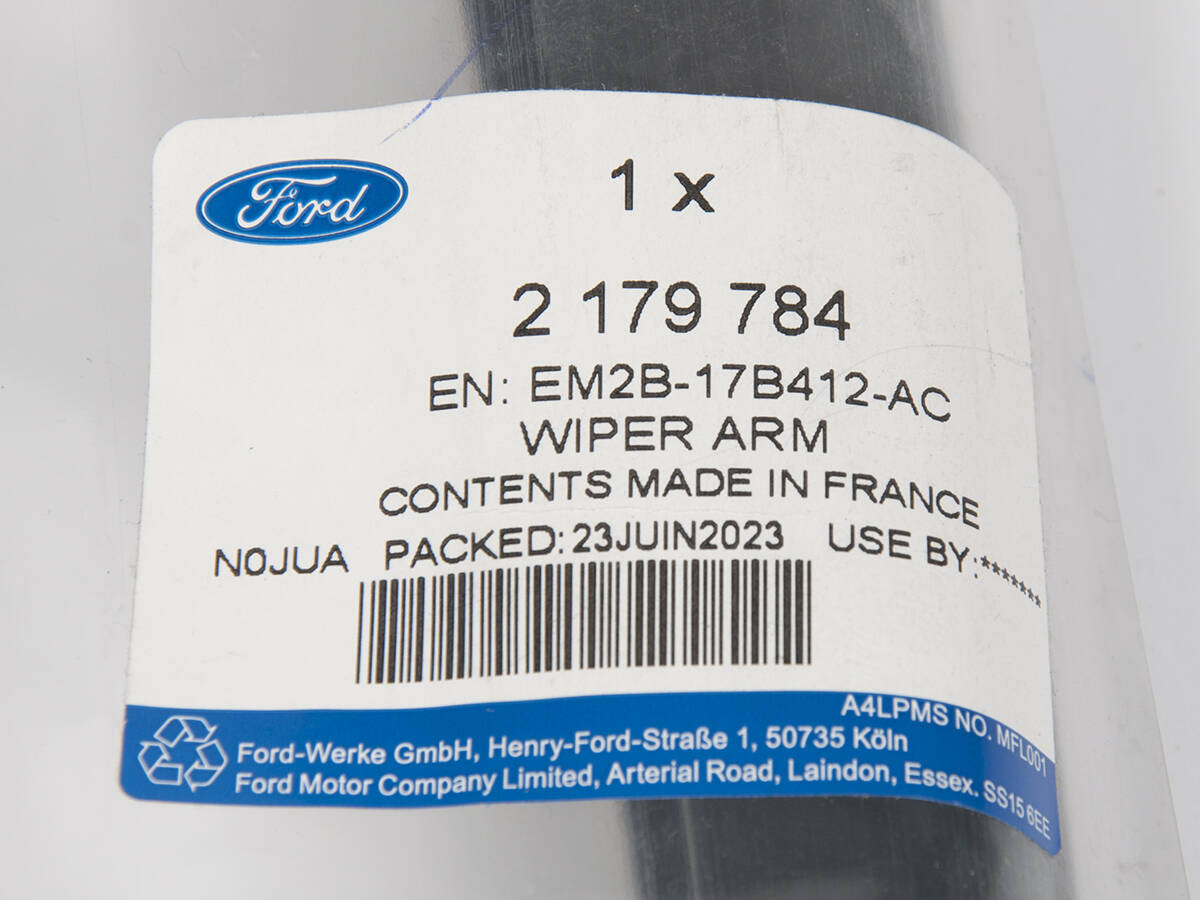 Ford
1 x
2 179 784
EN: EM2B-17B412-AC
WIPER ARM
CONTENTS MADE IN FRANCE
N0JUA PACKED: 23JUIN2023 USE BY:*******
A4LPMS NO. MFL001
Ford-Werke GmbH, Henry-Ford-Straße 1, 50735 Köln
Ford Motor Company Limited, Arterial Road, Laindon, Essex. SS15 6EE